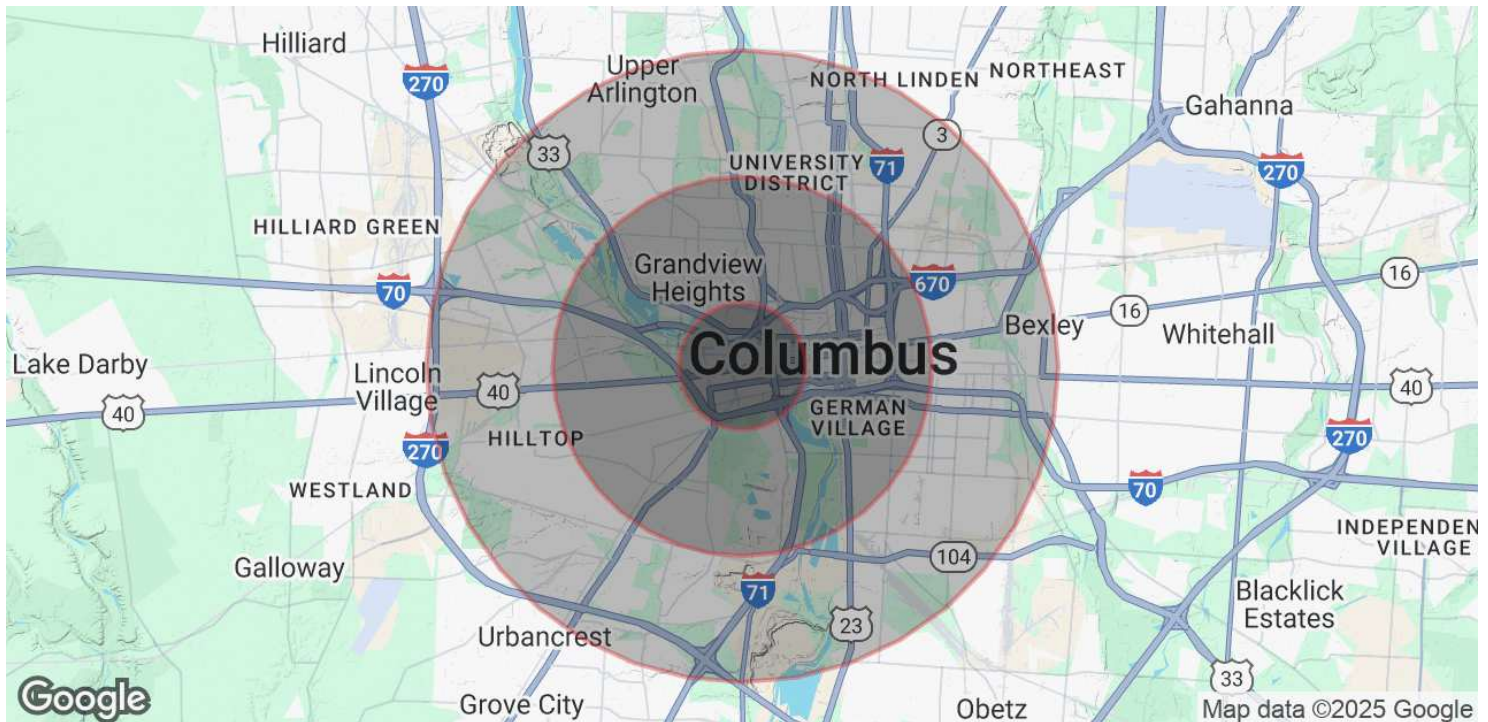 Hilliard
270
Upper
Arlington
NORTH LINDEN
NORTHEAST
Gahanna
33
3
UNIVERSITY
DISTRICT
71
270
HILLIARD GREEN
70
Grandview
Heights
670
16
16
Bexley
Whitehall
Columbus
Lake Darby
40
Lincoln
Village
40
40
GERMAN
VILLAGE
HILLTOP
270
270
WESTLAND
70
INDEPENDEN
VILLAGE
Galloway
104
71
Blacklick
Estates
23
Urbancrest
33
Grove City
Obetz
Google
Map data ©2025 Google